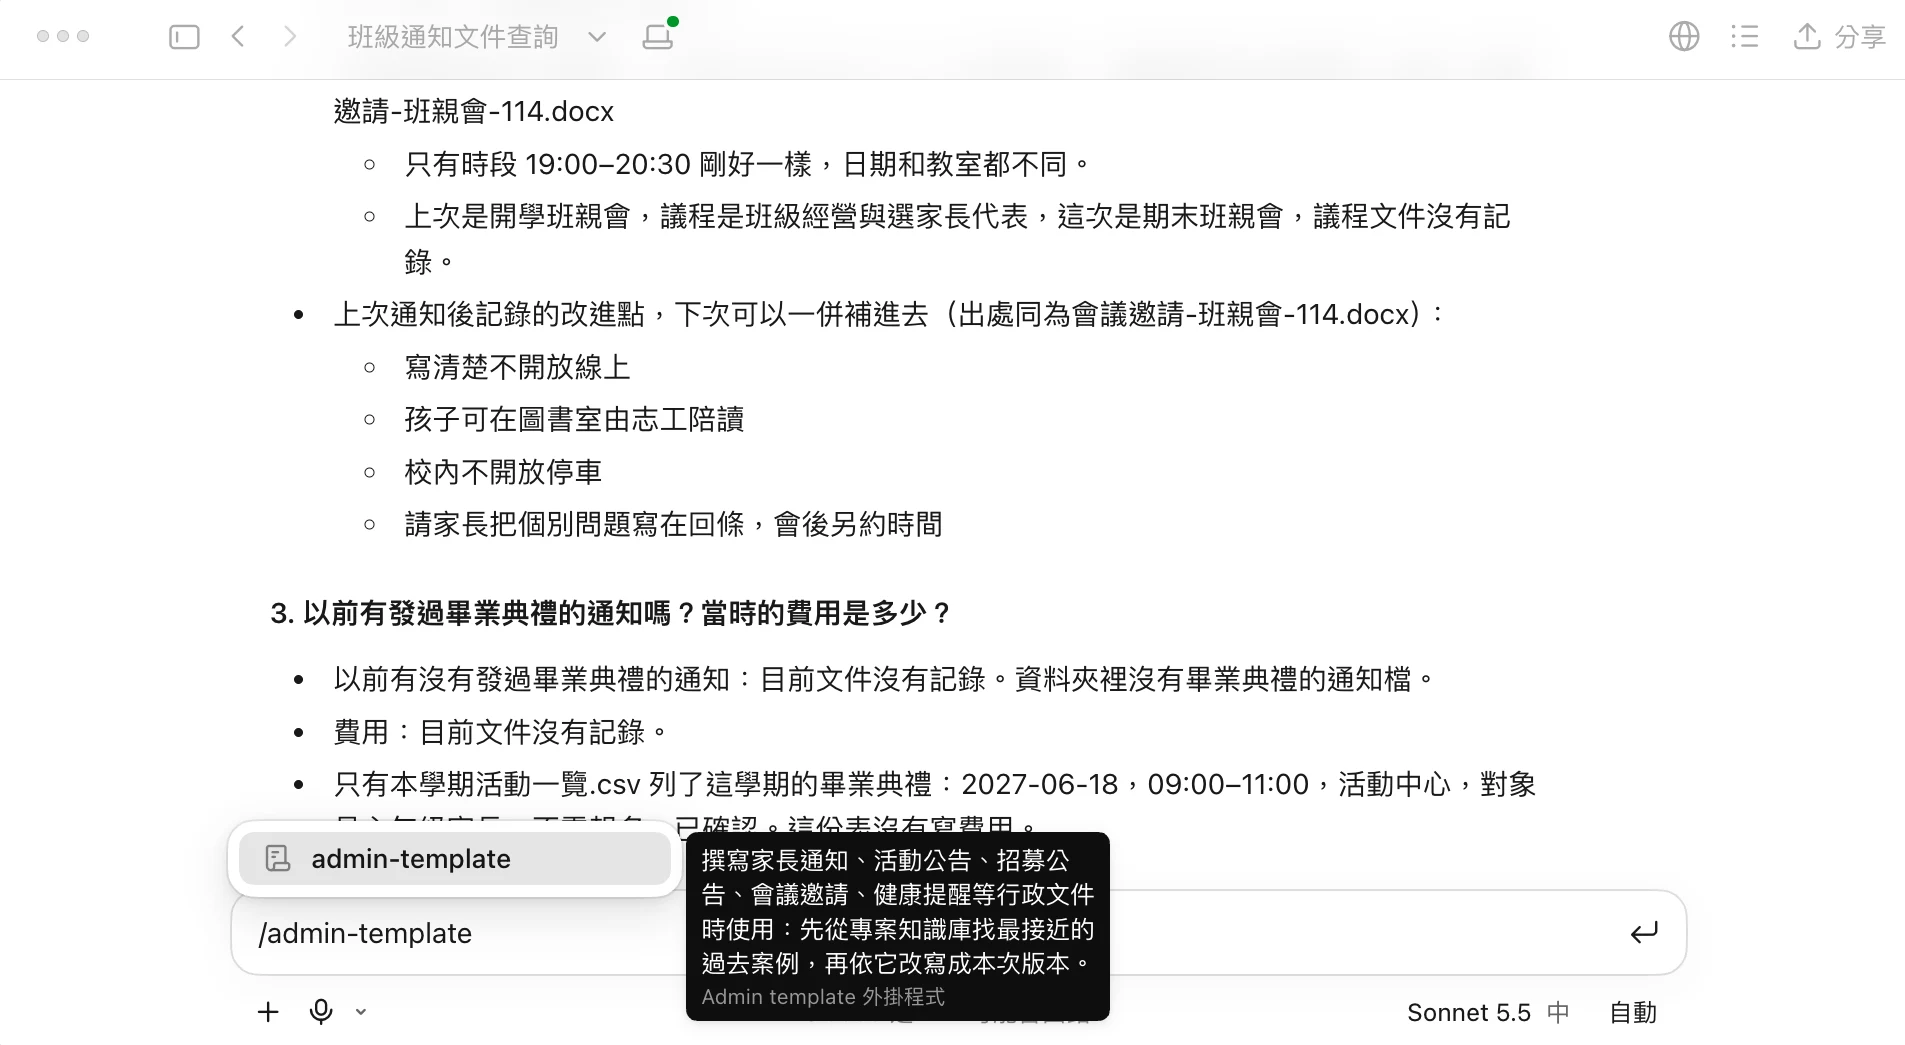 班級通知文件查詢
分享
邀請-班親會-114.docx
只有時段 19:00–20:30 剛好一樣，日期和教室都不同。
上次是開學班親會，議程是班級經營與選家長代表，這次是期末班親會，議程文件沒有記
錄。
上次通知後記錄的改進點，下次可以一併補進去（出處同為會議邀請-班親會-114.docx）：
寫清楚不開放線上
孩子可在圖書室由志工陪讀
校內不開放停車
請家長把個別問題寫在回條，會後另約時間
3. 以前有發過畢業典禮的通知嗎？當時的費用是多少？
以前有沒有發過畢業典禮的通知：目前文件沒有記錄。資料夾裡沒有畢業典禮的通知檔。
費用：目前文件沒有記錄。
只有本學期活動一覽.csv 列了這學期的畢業典禮：2027-06-18，09:00–11:00，活動中心，對象
已確認。這份表沒有寫費用。
admin-template
撰寫家長通知、活動公告、招募公
告、會議邀請、健康提醒等行政文件
時使用：先從專案知識庫找最接近的
過去案例，再依它改寫成本次版本。
Admin template 外掛程式
/admin-template
Sonnet 5.5 中 自動